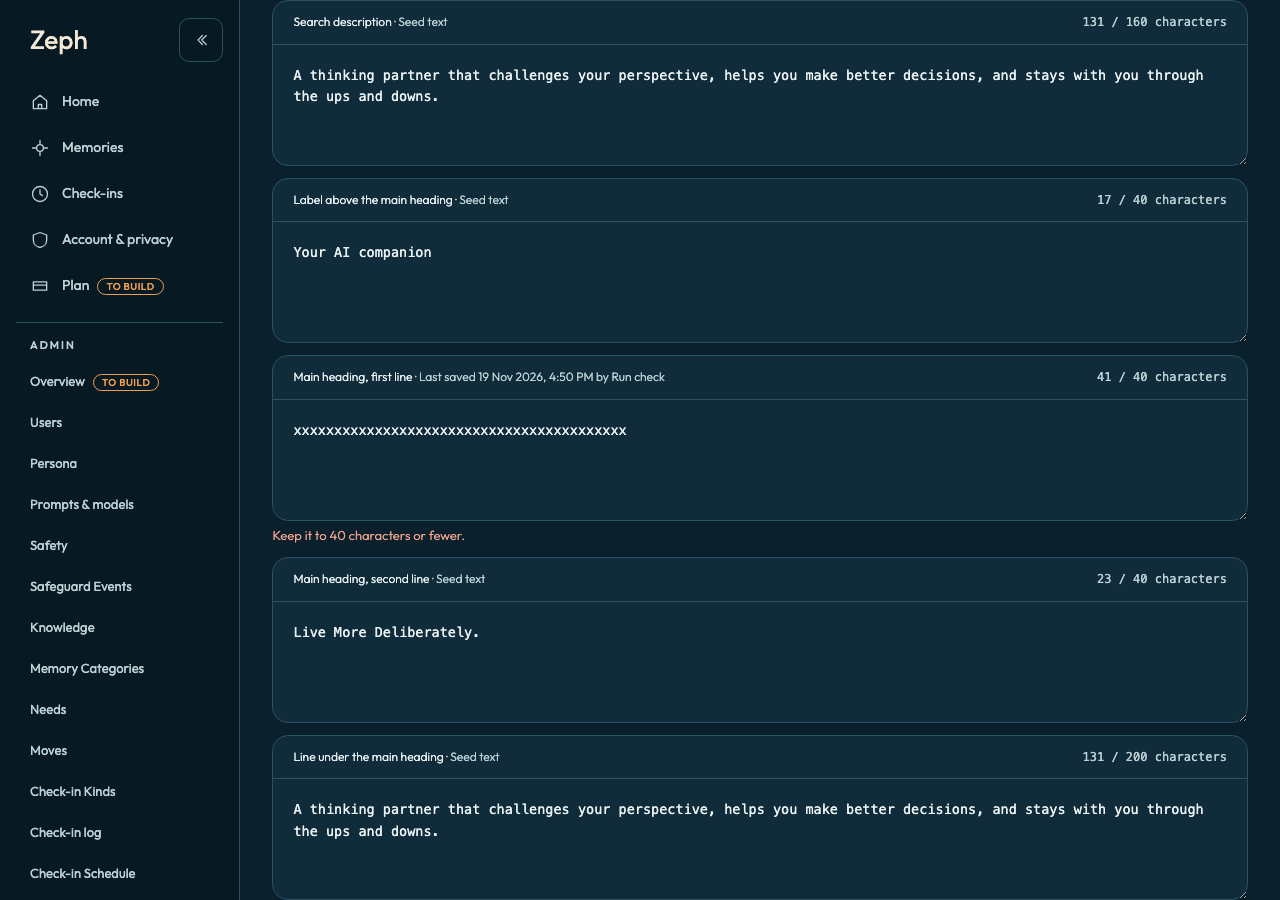 Zeph
Home
Memories
Check-ins
Account & privacy
Plan TO BUILD
ADMIN
Overview TO BUILD
Users
Persona
Prompts & models
Safety
Safeguard Events
Knowledge
Memory Categories
Needs
Moves
Check-in Kinds
Check-in log
Check-in Schedule
Search description · Seed text 131 / 160 characters
A thinking partner that challenges your perspective, helps you make better decisions, and stays with you through
the ups and downs.
Label above the main heading · Seed text 17 / 40 characters
Your AI companion
Main heading, first line · Last saved 19 Nov 2026, 4:50 PM by Run check 41 / 40 characters
xxxxxxxxxxxxxxxxxxxxxxxxxxxxxxxxxxxxxxxxx
Keep it to 40 characters or fewer.
Main heading, second line · Seed text 23 / 40 characters
Live More Deliberately.
Line under the main heading · Seed text 131 / 200 characters
A thinking partner that challenges your perspective, helps you make better decisions, and stays with you through
the ups and downs.